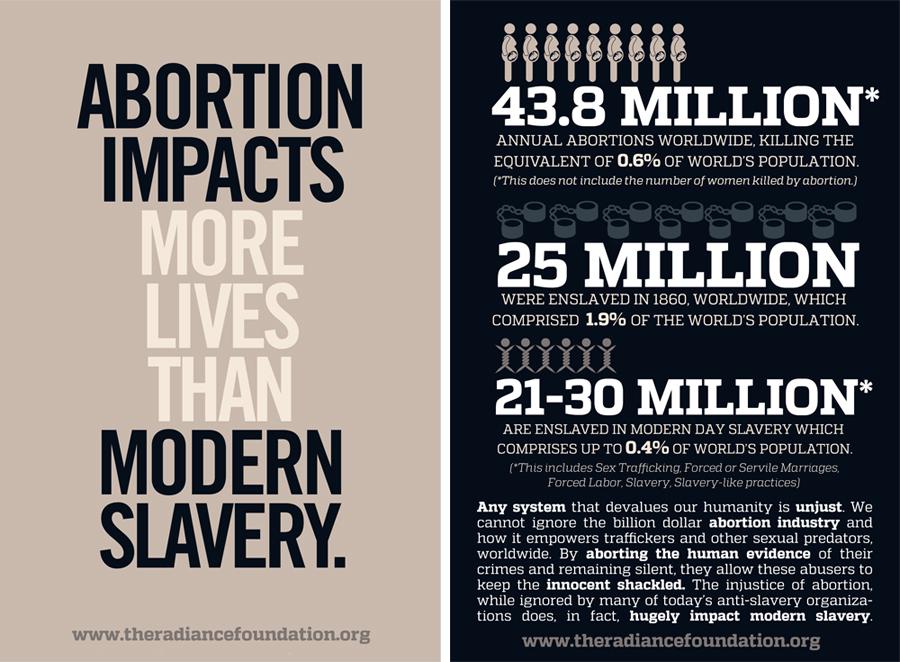 ABORTION
IMPACTS
MORE
LIVES
THAN
MODERN
SLAVERY.
www.theradiancefoundation.org
43.8 MILLION*
ANNUAL ABORTIONS WORLDWIDE, KILLING THE
EQUIVALENT OF 0.6% OF WORLD'S POPULATION.
(*This does not include the number of women killed by abortion.)
25 MILLION
WERE ENSLAVED IN 1860, WORLDWIDE, WHICH
COMPRISED 1.9% OF THE WORLD'S POPULATION.
21-30 MILLION*
ARE ENSLAVED IN MODERN DAY SLAVERY WHICH
COMPRISES UP TO 0.4% OF WORLD'S POPULATION.
(*This includes Sex Trafficking, Forced or Servile Marriages,
Forced Labor, Slavery, Slavery-like practices)
Any system that devalues our humanity is unjust. We
cannot ignore the billion dollar abortion industry and
how it empowers traffickers and other sexual predators,
worldwide. By aborting the human evidence of their
crimes and remaining silent, they allow these abusers to
keep the innocent shackled. The injustice of abortion,
while ignored by many of today's anti-slavery organiza-
tions does, in fact, hugely impact modern slavery.
www.theradiancefoundation.org